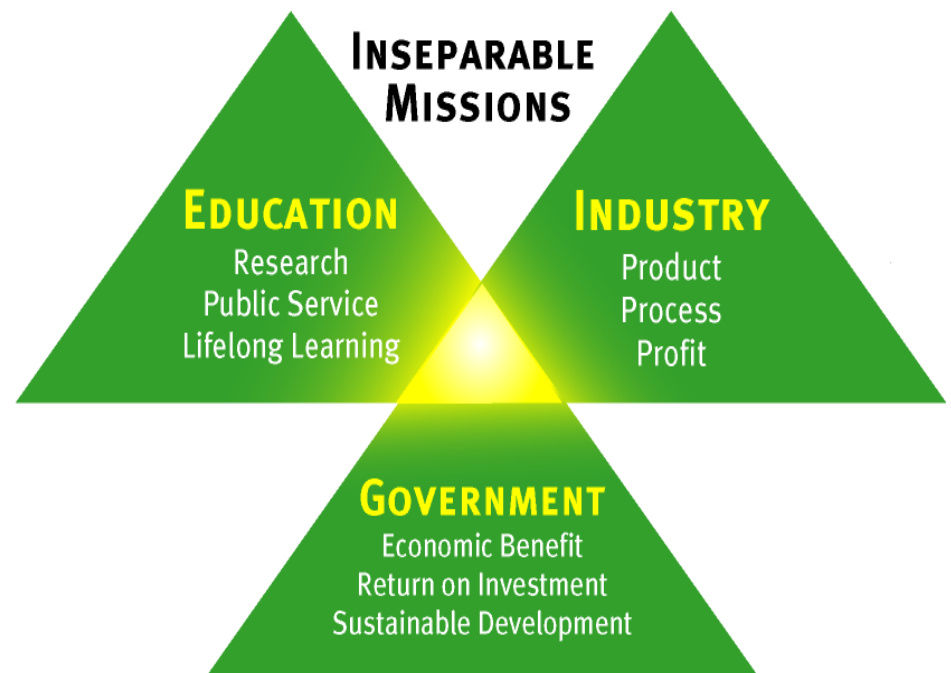 INSEPARABLE
MISSIONS
EDUCATION
Research
Public Service
Lifelong Learning
INDUSTRY
Product
Process
Profit
GOVERNMENT
Economic Benefit
Return on Investment
Sustainable Development